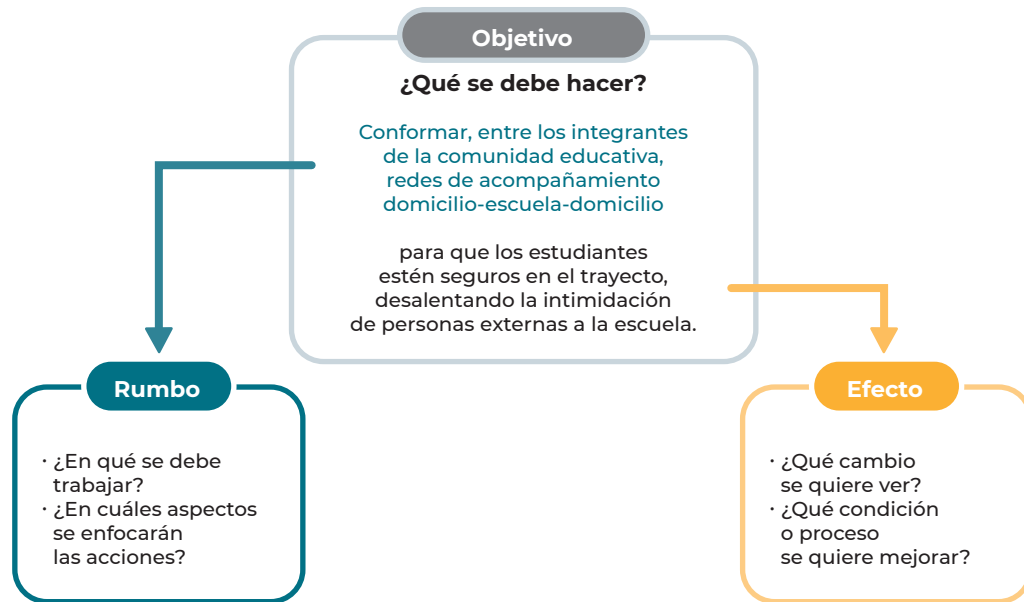 Objetivo
¿Qué se debe hacer?
Conformar, entre los integrantes
de la comunidad educativa,
redes de acompañamiento
domicilio-escuela-domicilio
para que los estudiantes
estén seguros en el trayecto,
desalentando la intimidación
de personas externas a la escuela.
Rumbo
· ¿En qué se debe
trabajar?
· ¿En cuáles aspectos
se enfocarán
las acciones?
Efecto
· ¿Qué cambio
se quiere ver?
· ¿Qué condición
o proceso
se quiere mejorar?